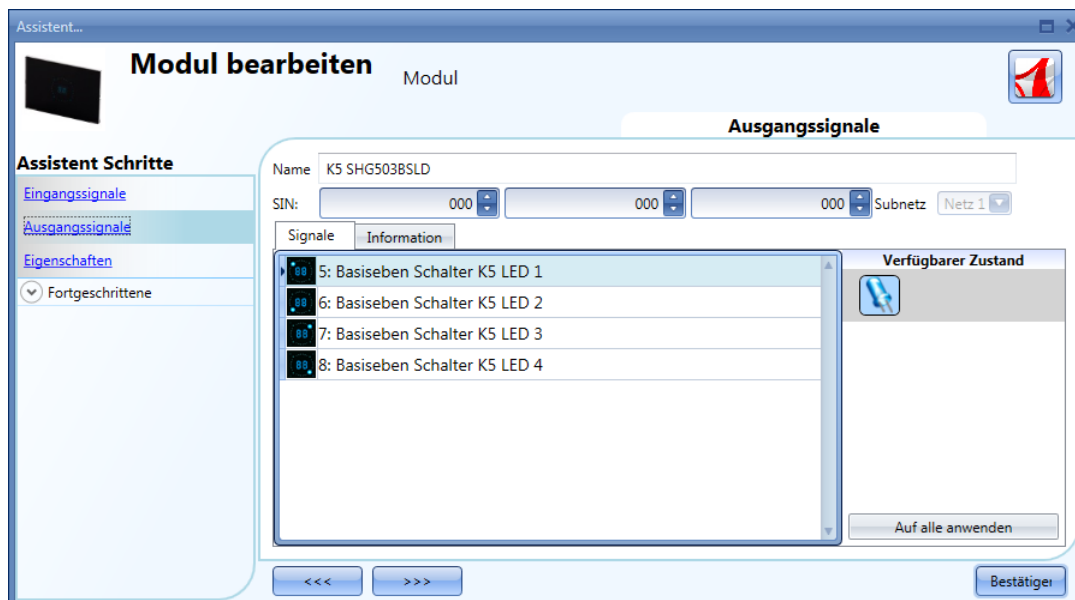 Assistent...
Modul bearbeiten
Modul
Ausgangssignale
Assistent Schritte
Eingangssignale
Ausgangssignale
Eigenschaften
Fortgeschrittene
Name K5 SHG503BSLD
SIN: 000 000 000 Subnetz Netz 1
Signale Information
5: Basiseben Schalter K5 LED 1
6: Basiseben Schalter K5 LED 2
7: Basiseben Schalter K5 LED 3
8: Basiseben Schalter K5 LED 4
Verfügbarer Zustand
Auf alle anwenden
<<< >>>
Bestätiger